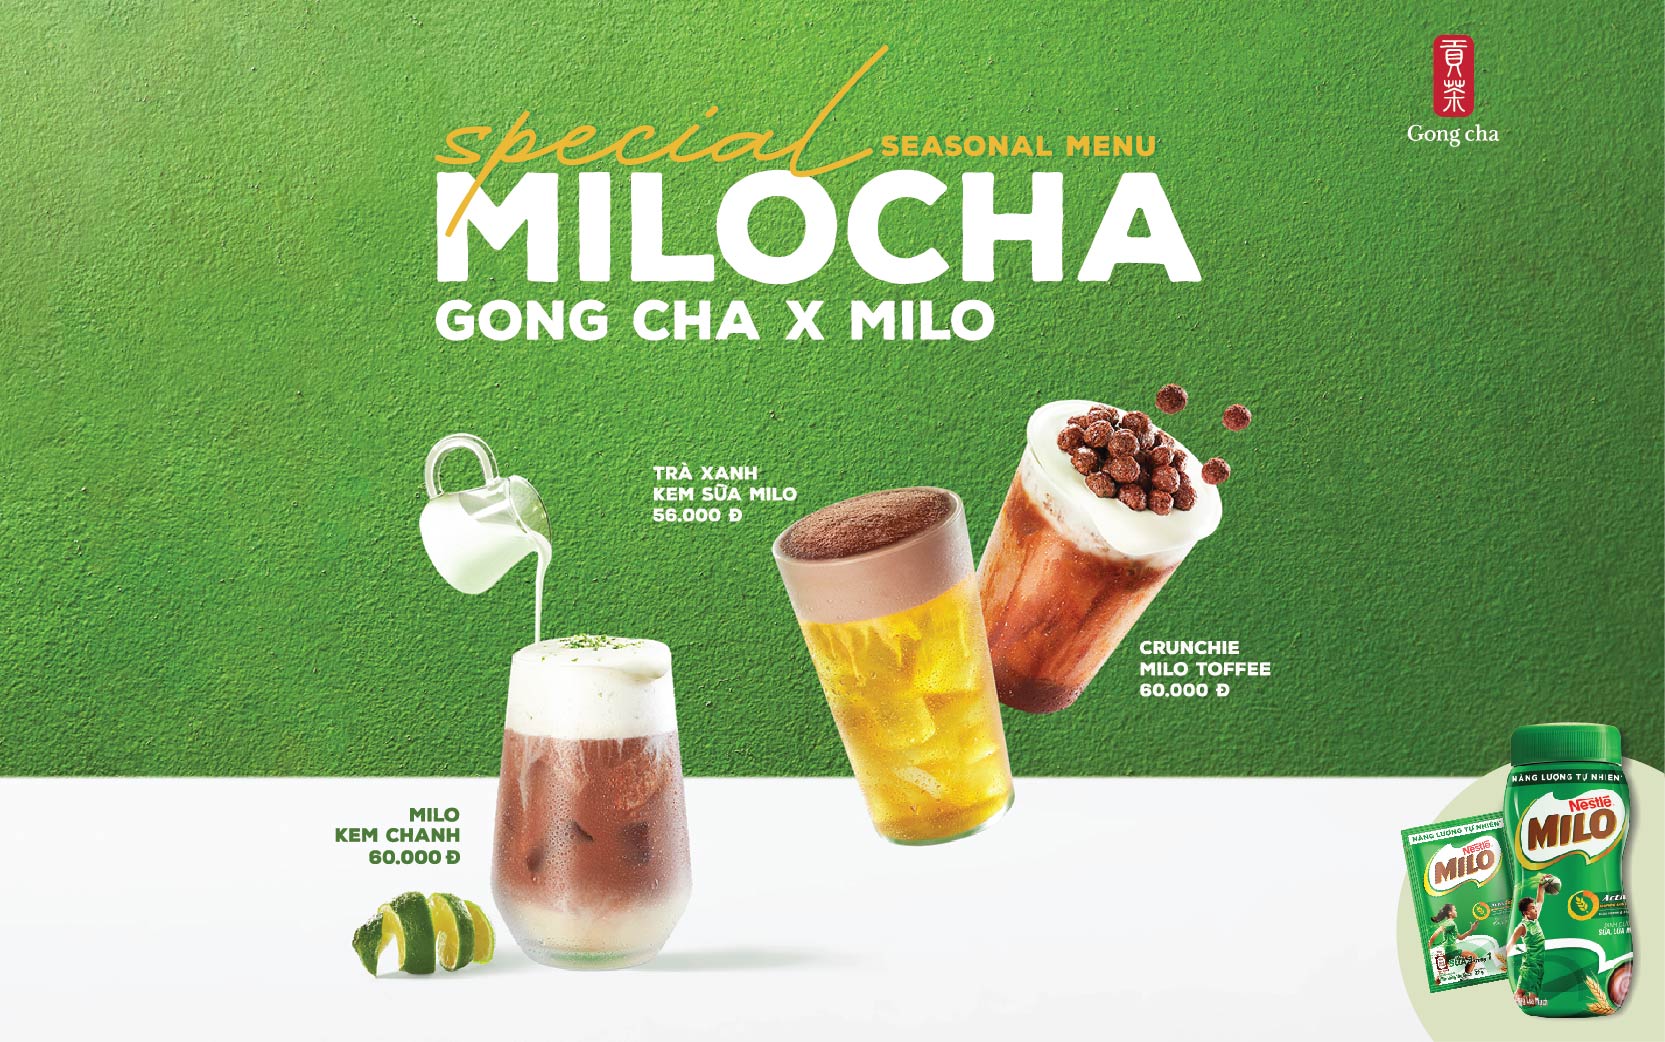 貢茶
Gong cha
special SEASONAL MENU
MILOCHA
GONG CHA X MILO
TRÀ XANH
KEM SỮA MILO
56.000 Đ
CRUNCHIE
MILO TOFFEE
60.000 Đ
MILO
KEM CHANH
60.000 Đ
NĂNG LƯỢNG TỰ NHIÊN
Nestlé
MILO
NĂNG LƯỢNG TỰ NHIÊN
Nestlé
MILO